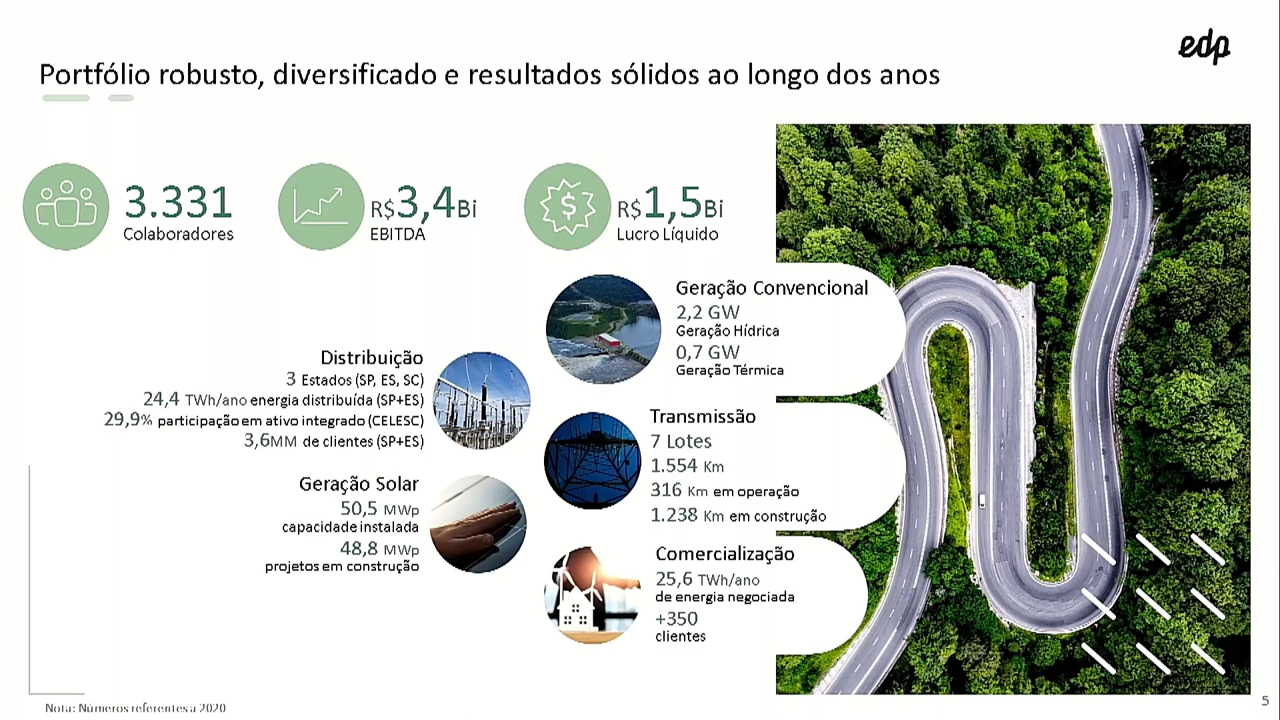 edp
Portfólio robusto, diversificado e resultados sólidos ao longo dos anos
3.331
Colaboradores
R$3,4Bi
EBITDA
R$1,5Bi
Lucro Líquido
Geração Convencional
2,2 GW
Geração Hídrica
0,7 GW
Geração Térmica
Distribuição
3 Estados (SP, ES, SC)
24,4 TWh/ano energia distribuída (SP+ES)
29,9% participação em ativo integrado (CELESC)
3,6MM de clientes (SP+ES)
Transmissão
7 Lotes
1.554 Km
316 Km em operação
1.238 Km em construção
Geração Solar
50,5 MWp
capacidade instalada
48,8 MWp
projetos em construção
Comercialização
25,6 TWh/ano
de energia negociada
+350
clientes
Nota: Números referentes a 2020
5